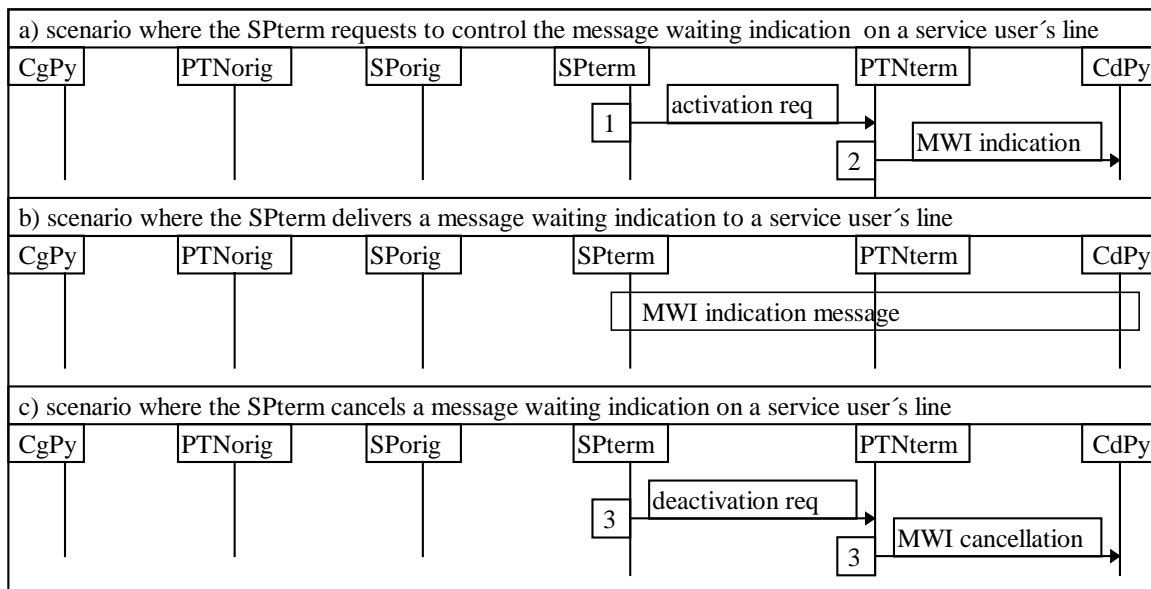 a) scenario where the SPterm requests to control the message waiting indication  on a service user´s line
CgPy PTNorig SPorig SPterm PTNterm CdPy
activation req
1
MWI indication
2
b) scenario where the SPterm delivers a message waiting indication to a service user´s line
CgPy PTNorig SPorig SPterm PTNterm CdPy
MWI indication message
c) scenario where the SPterm cancels a message waiting indication on a service user´s line
CgPy PTNorig SPorig SPterm PTNterm CdPy
deactivation req
3
MWI cancellation
3